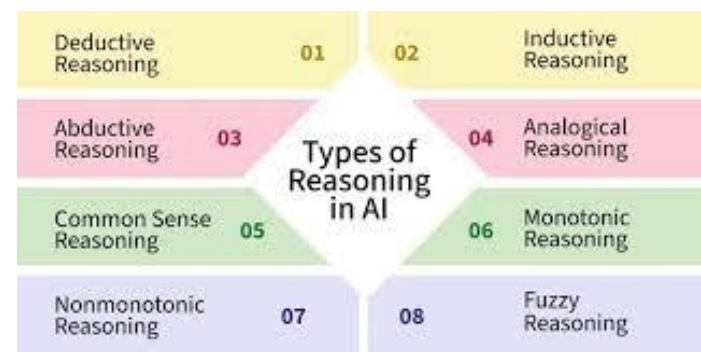 Deductive
Reasoning
01
02
Inductive
Reasoning
Abductive
Reasoning
03
04
Analogical
Reasoning
Types of
Reasoning
in AI
Common Sense
Reasoning
05
06
Monotonic
Reasoning
Nonmonotonic
Reasoning
07
08
Fuzzy
Reasoning